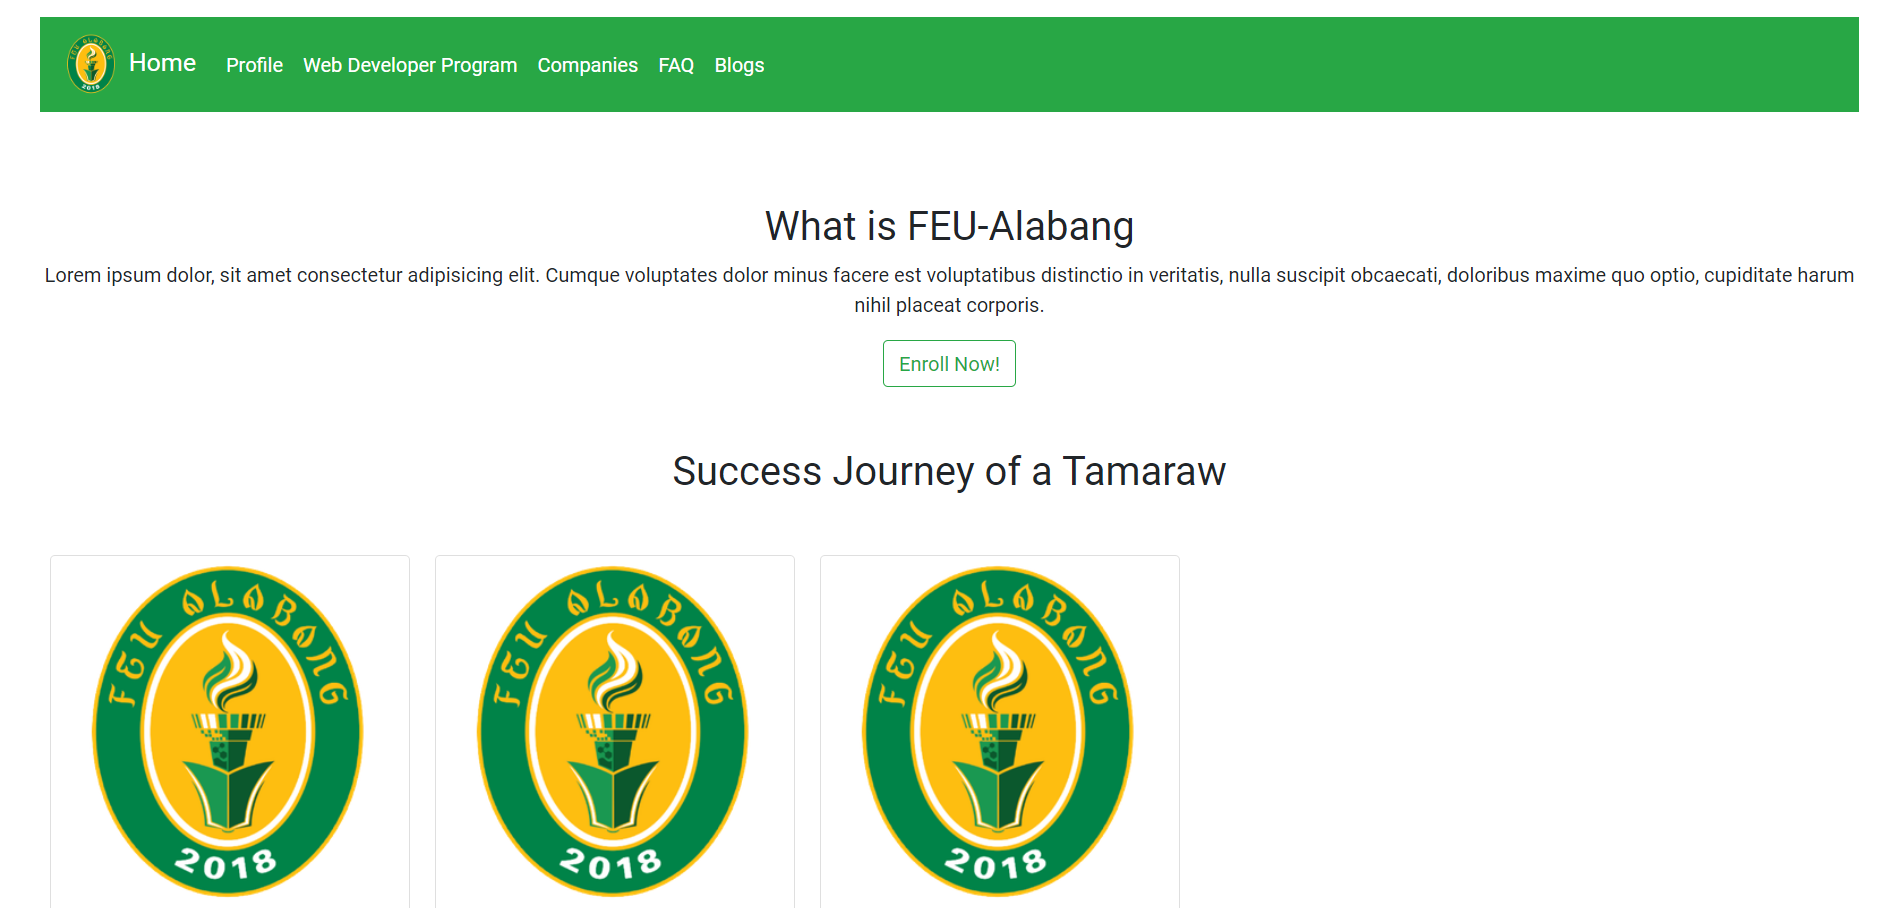 FEU ALABANG
2018
Home Profile Web Developer Program Companies FAQ Blogs
What is FEU-Alabang
Lorem ipsum dolor, sit amet consectetur adipisicing elit. Cumque voluptates dolor minus facere est voluptatibus distinctio in veritatis, nulla suscipit obcaecati, doloribus maxime quo optio, cupiditate harum
nihil placeat corporis.
Enroll Now!
Success Journey of a Tamaraw
FEU ALABANG
2018
FEU ALABANG
2018
FEU ALABANG
2018